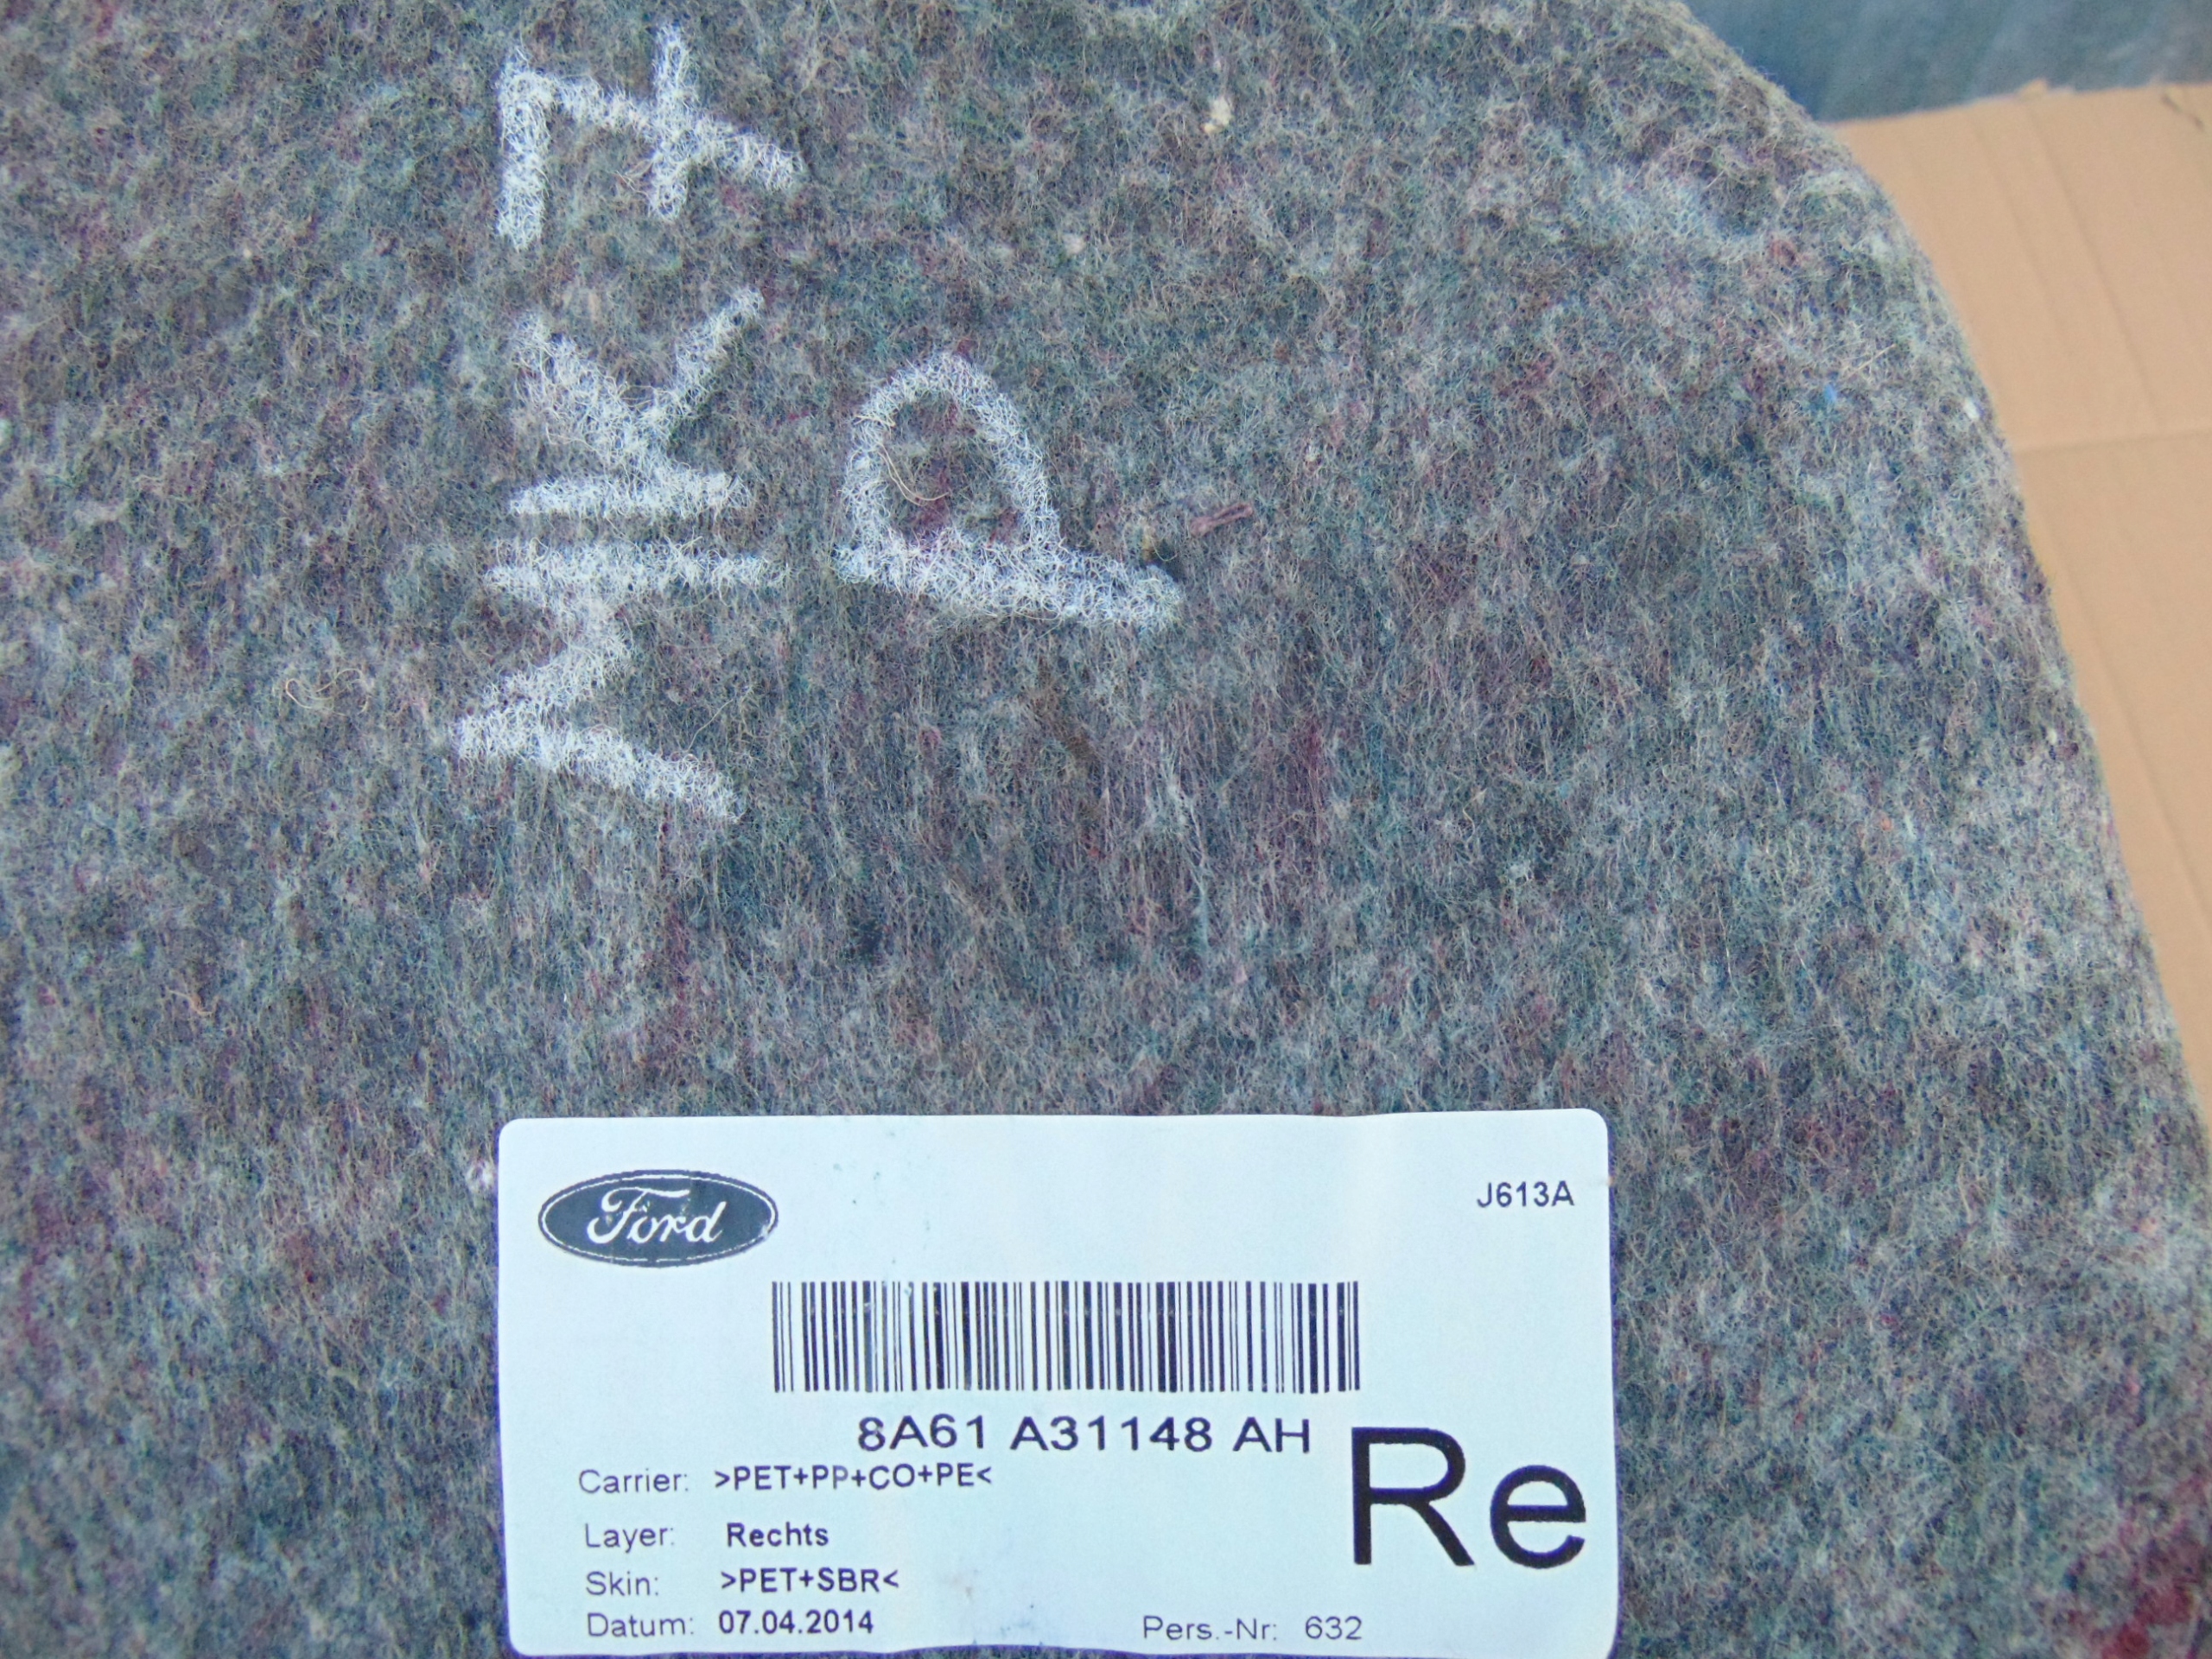 MK7
P
Ford
J613A
8A61 A31148 AH
Re
Carrier: >PET+PP+CO+PE<
Layer: Rechts
Skin: >PET+SBR<
Datum: 07.04.2014 Pers.-Nr: 632